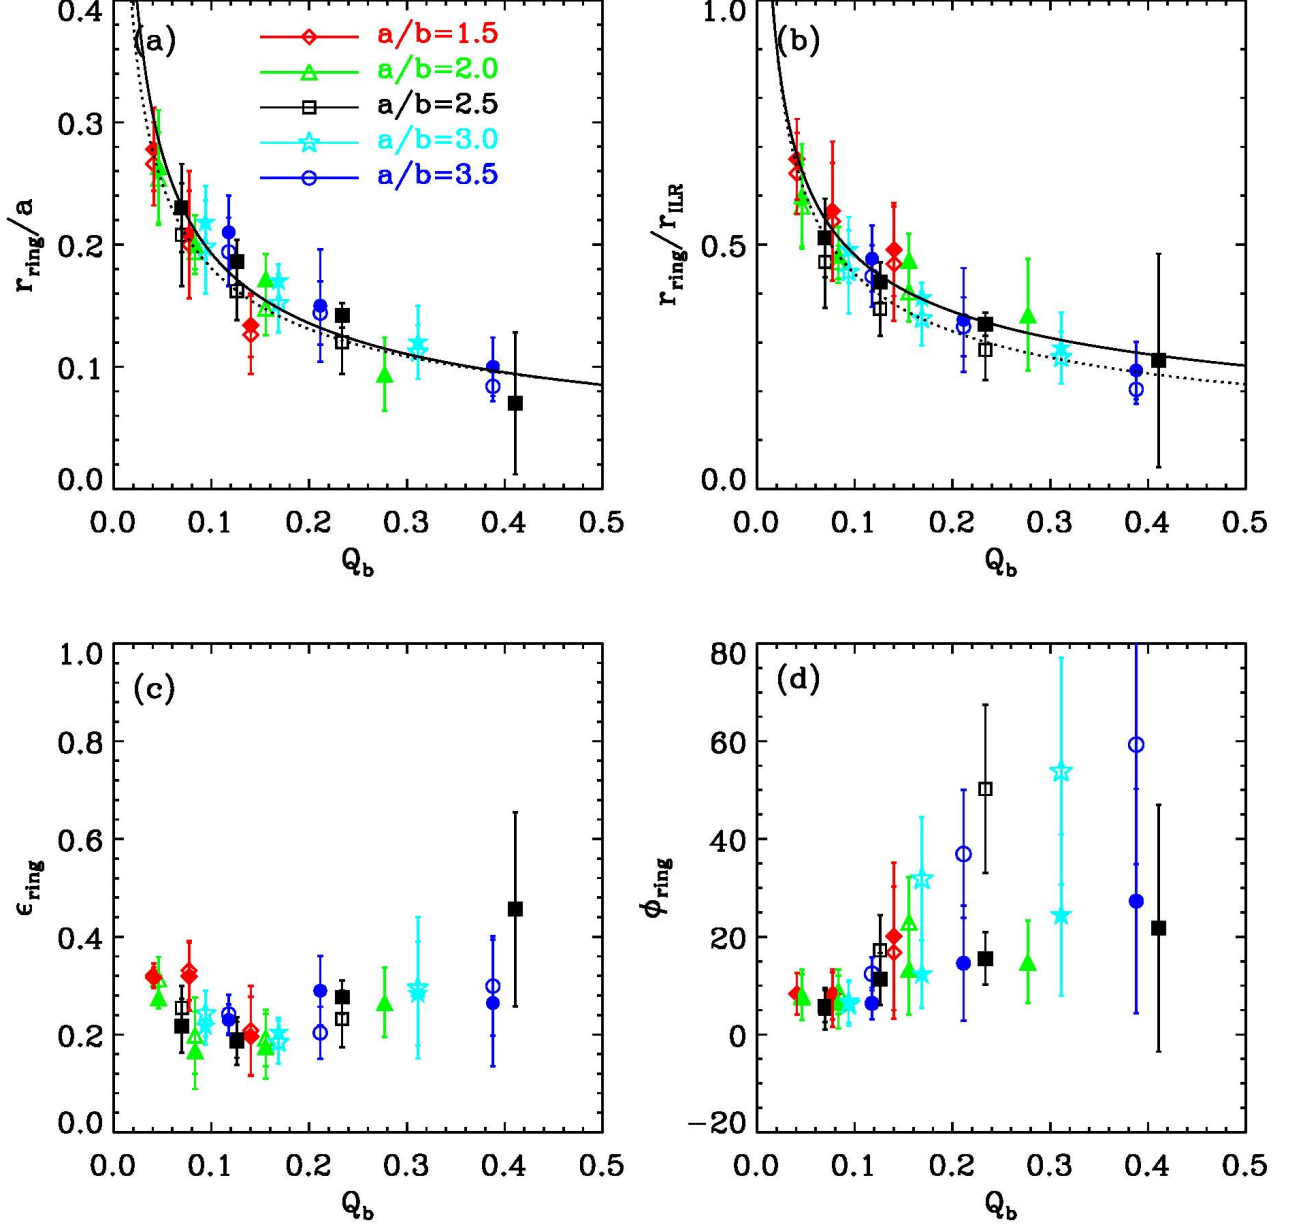 0.4
0.3
0.2
0.1
0.0
r_ring/a
(a)
a/b=1.5
a/b=2.0
a/b=2.5
a/b=3.0
a/b=3.5
0.0 0.1 0.2 0.3 0.4 0.5
Q_b
1.0
0.5
0.0
r_ring/r_ILR
(b)
0.0 0.1 0.2 0.3 0.4 0.5
Q_b
1.0
0.8
0.6
0.4
0.2
0.0
ϵ_ring
(c)
0.0 0.1 0.2 0.3 0.4 0.5
Q_b
80
60
40
20
0
−20
ϕ_ring
(d)
0.0 0.1 0.2 0.3 0.4 0.5
Q_b